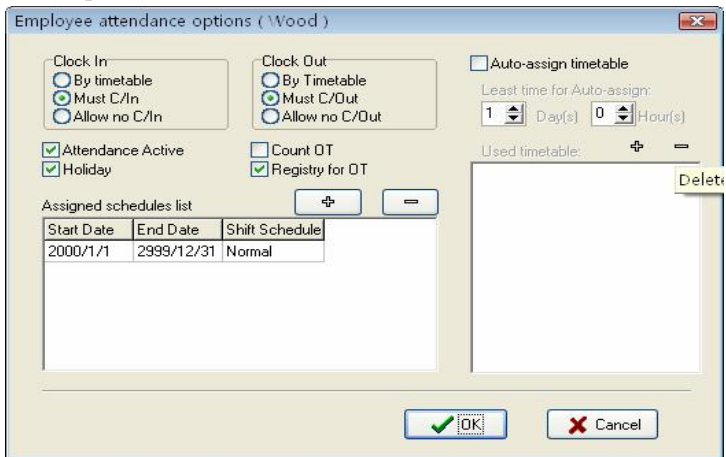 Employee attendance options ( Wood )
Clock In
By timetable
Must C/In
Allow no C/In
Clock Out
By Timetable
Must C/Out
Allow no C/Out
Auto-assign timetable
Least time for Auto-assign:
1 Day(s) 0 Hour(s)
Attendance Active
Holiday
Count OT
Registry for OT
Used timetable:
Delete
Assigned schedules list
Start Date End Date Shift Schedule
2000/1/1 2999/12/31 Normal
OK Cancel